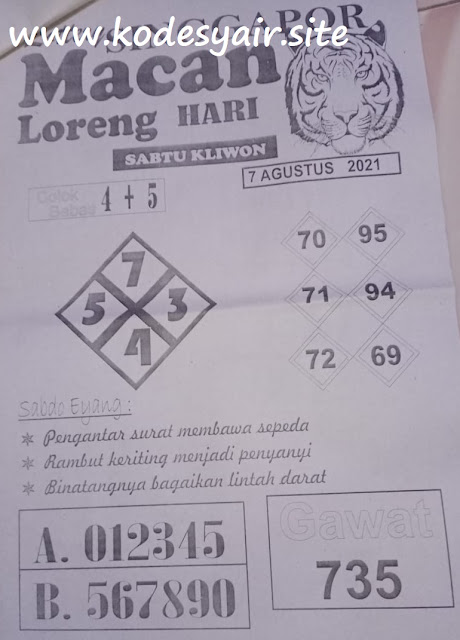 www.kodesyair.site
Macan
Loreng HARI
SABTU KLIWON
7 AGUSTUS 2021
Colok
Bebas 4 + 5
7
5 3
4
70 95
71 94
72 69
Sabdo Eyang :
* Pengantar surat membawa sepeda
* Rambut keriting menjadi penyanyi
* Binatangnya bagaikan lintah darat
A. 012345
B. 567890
Gawat
735